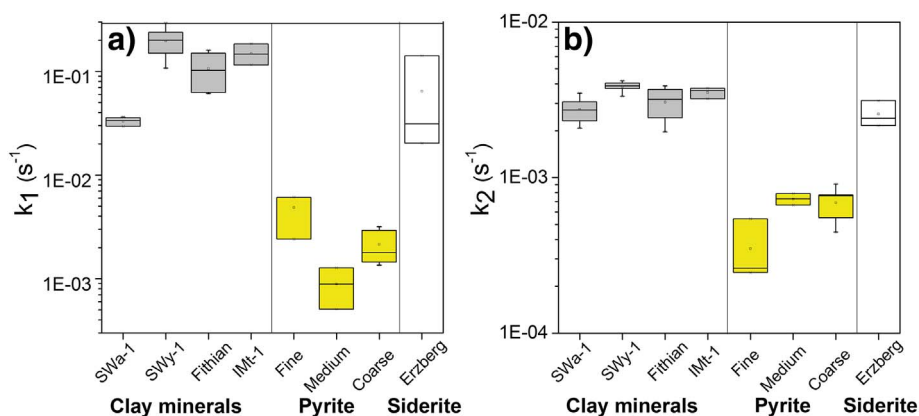 a)
k1 (s-1)
1E-01
1E-02
1E-03
SWa-1
SWy-1
Fithian
IMt-1
Fine
Medium
Coarse
Erzberg
Clay minerals
Pyrite
Siderite
b)
k2 (s-1)
1E-02
1E-03
1E-04
SWa-1
SWy-1
Fithian
IMt-1
Fine
Medium
Coarse
Erzberg
Clay minerals
Pyrite
Siderite